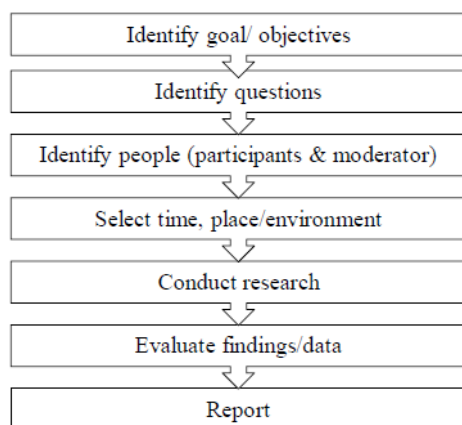 Identify goal/ objectives
Identify questions
Identify people (participants & moderator)
Select time, place/environment
Conduct research
Evaluate findings/data
Report